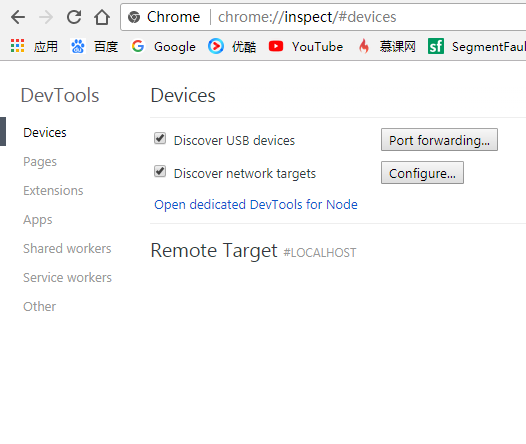 Chrome | chrome://inspect/#devices
应用 百度 Google 优酷 YouTube 慕课网 SegmentFaul
DevTools
Devices
Pages
Extensions
Apps
Shared workers
Service workers
Other
Devices
Discover USB devices Port forwarding...
Discover network targets Configure...
Open dedicated DevTools for Node
Remote Target #LOCALHOST